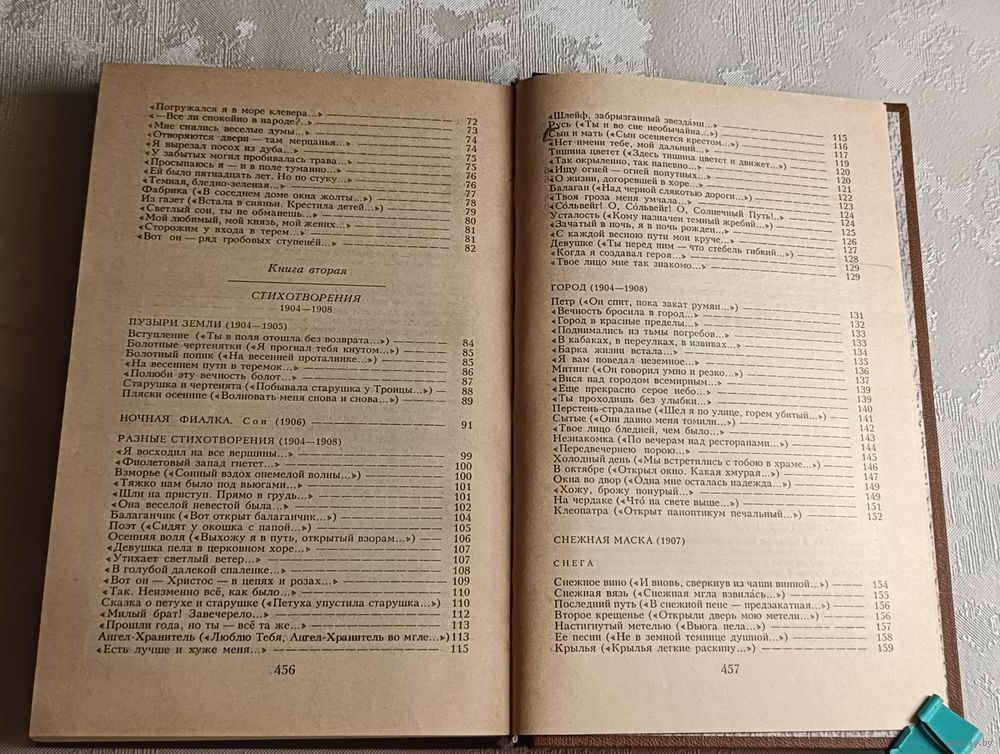 «Погружался я в море клевера...» 72
«—Все ли спокойно в народе?..» 73
«Мне снились веселые думы...» 74
«Отворяются двери — там мерцанья...» 74
«Я вырезал посох из дуба...» 75
«У забытых могил пробивалась трава...» 75
«Просыпаюсь я — и в поле туманно...» 76
«Ей было пятнадцать лет. Но по стуку...» 76
«Темная, бледно-зеленая...» 77
Фабрика («В соседнем доме окна жолты...») 78
Из газет («Встала в сияньи. Крестила детей...») 79
«Светлый сон, ты не обманешь...» 80
«Мой любимый, мой князь, мой жених...» 81
«Сторожим у входа в терем...» 81
«Вот он — ряд гробовых ступеней...» 82
Книга вторая
СТИХОТВОРЕНИЯ
1904—1908
ПУЗЫРИ ЗЕМЛИ (1904—1905)
Вступление («Ты в поля отошла без возврата...») 84
Болотные чертенятки («Я прогнал тебя кнутом...») 85
Болотный попик («На весенней проталинке...») 85
«На весеннем пути в теремок...» 86
«Полюби эту вечность болот...» 87
Старушка и чертенята («Побывала старушка у Троицы...») 88
Пляски осенние («Волновать меня снова и снова...») 89
НОЧНАЯ ФИАЛКА. Сон (1906) 91
РАЗНЫЕ СТИХОТВОРЕНИЯ (1904—1908)
«Я восходил на все вершины...» 99
«Фиолетовый запад гнетет...» 100
Взморье («Сонный вздох онемелой волны...») 100
«Тяжко нам было под вьюгами...» 101
«Шли на приступ. Прямо в грудь...» 101
«Она веселой невестой была...» 102
Балаганчик («Вот открыт балаганчик...») 104
Поэт («Сидят у окошка с папой...») 105
Осенняя воля («Выхожу я в путь, открытый взорам...») 106
«Девушка пела в церковном хоре...» 107
«Утихает светлый ветер...» 107
«В голубой далекой спаленке...» 108
«Вот он — Христос — в цепях и розах...» 109
«Так. Неизменно всё, как было...» 110
Сказка о петухе и старушке («Петуха упустила старушка...») 110
«Милый брат! Завечерело...» 112
«Прошли года, но ты — всё та же...» 113
Ангел-Хранитель («Люблю Тебя, Ангел-Хранитель во мгле...») 113
«Есть лучше и хуже меня...» 115
456
«Шлейф, забрызганный звездами...» 115
Русь («Ты и во сне необычайна...») 116
Сын и мать («Сын осеняется крестом...») 117
«Нет имени тебе, мой дальний...» 119
Тишина цветет («Здесь тишина цветет и движет...») 120
«Так окрыленно, так напевно...» 120
«Ищу огней — огней попутных...» 121
«О жизни, догоревшей в хоре...» 122
Балаган («Над черной слякотью дороги...») 123
«Твоя гроза меня умчала...» 124
«Сольвейг! О, Сольвейг! О, Солнечный Путь!.. 124
Усталость («Кому назначен темный жребий...») 125
«Зачатый в ночь, я в ночь рожден...» 126
«С каждой весною пути мои круче... 127
Девушке («Ты перед ним — что стебель гибкий...») 128
«Когда я создавал героя...» 129
«Твое лицо мне так знакомо...» 129
ГОРОД (1904—1908)
Петр («Он спит, пока закат румян...») 131
«Вечность бросила в город...» 132
«Город в красные пределы...» 133
«Поднимались из тьмы погребов...» 133
«В кабаках, в переулках, в извивах...» 134
«Барка жизни встала...» 135
«Я вам поведал неземное...» 136
Митинг («Он говорил умно и резко...») 137
«Вися над городом всемирным...» 139
«Еще прекрасно серое небо...» 139
«Ты проходишь без улыбки...» 140
Перстень-страданье («Шел я по улице, горем убитый...») 141
Сытые («Они давно меня томили...») 142
«Твое лицо бледней, чем было...» 143
Незнакомка («По вечерам над ресторанами...») 144
«Передвечернею порою...» 145
Холодный день («Мы встретились с тобою в храме...») 146
В октябре («Открыл окно. Какая хмурая...») 147
Окна во двор («Одна мне осталась надежда...») 149
«Хожу, брожу понурый...» 149
На чердаке («Чтó на свете выше...») 151
Клеопатра («Открыт паноптикум печальный...») 152
СНЕЖНАЯ МАСКА (1907)
СНЕГА
Снежное вино («И вновь, сверкнув из чаши винной...») 154
Снежная вязь («Снежная мгла взвилась...») 155
Последний путь («В снежной пене — предзакатная...») 156
Второе крещенье («Открыли дверь мою метели...») 156
Настигнутый метелью («Вьюга пела...») 157
Ее песни («Не в земной темнице душной...») 158
Крылья («Крылья легкие раскину...») 159
457